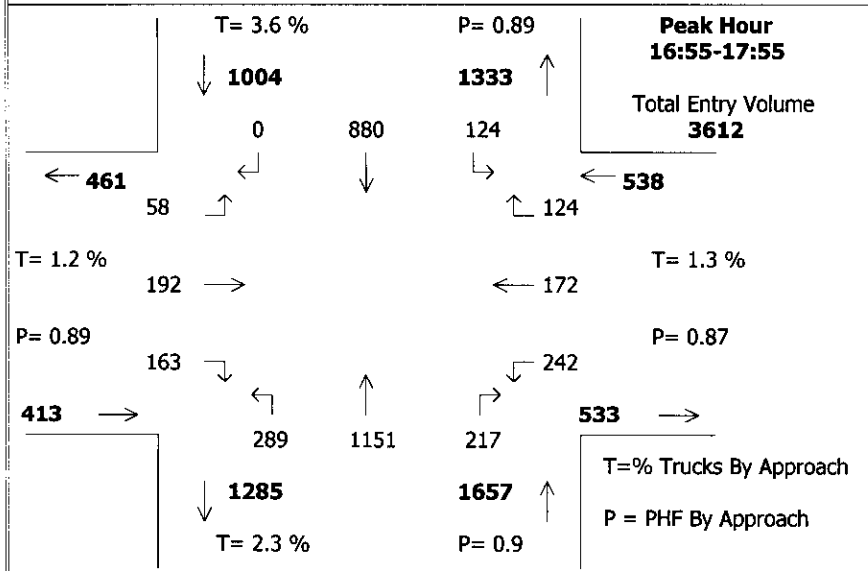 T= 3.6 %
P= 0.89
Peak Hour
16:55-17:55
1004
1333
Total Entry Volume
3612
0 880 124
461
538
58
124
T= 1.2 %
192
172
T= 1.3 %
P= 0.89
163
242
P= 0.87
413
533
289 1151 217
1285
1657
T=% Trucks By Approach
P = PHF By Approach
T= 2.3 %
P= 0.9